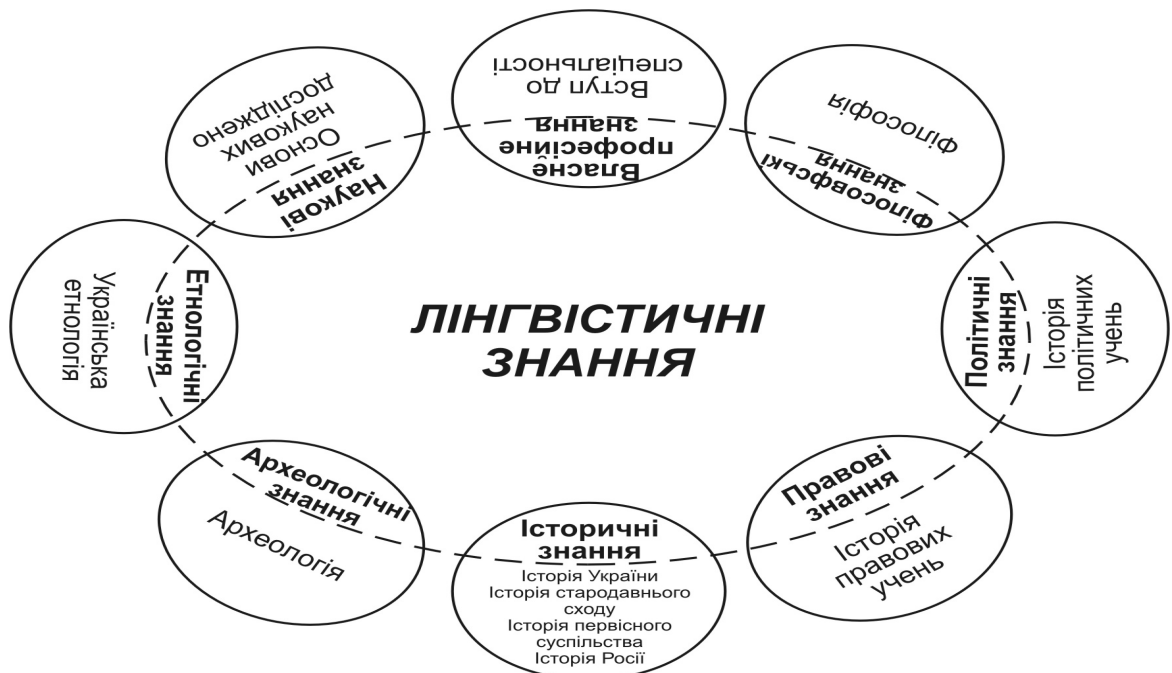 Вступ до
спеціальності
Власне
професійне
знання
Філософія
Філосовфські
знання
Основи
наукових
досліджено
Наукові
знання
Українська
етнологія
Етнологічні
знання
ЛІНГВІСТИЧНІ
ЗНАННЯ
Політичні
знання
Історія
політичних
учень
Археологічні
знання
Археологія
Історичні
знання
Історія України
Історія стародавнього
сходу
Історія первісного
суспільства
Історія Росії
Правові
знання
Історія
правових
учень